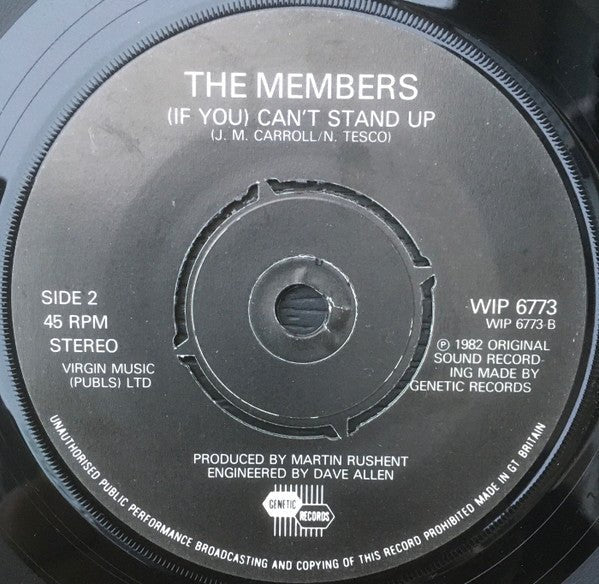 THE MEMBERS
(IF YOU) CAN'T STAND UP
(J. M. CARROLL/N. TESCO)
SIDE 2
45 RPM
STEREO
VIRGIN MUSIC
(PUBLS) LTD
WIP 6773
WIP 6773-B
℗ 1982 ORIGINAL
SOUND RECORD-
ING MADE BY
GENETIC RECORDS
PRODUCED BY MARTIN RUSHENT
ENGINEERED BY DAVE ALLEN
GENETIC
RECORDS
UNAUTHORISED PUBLIC PERFORMANCE BROADCASTING AND COPYING OF THIS RECORD PROHIBITED MADE IN GT BRITAIN